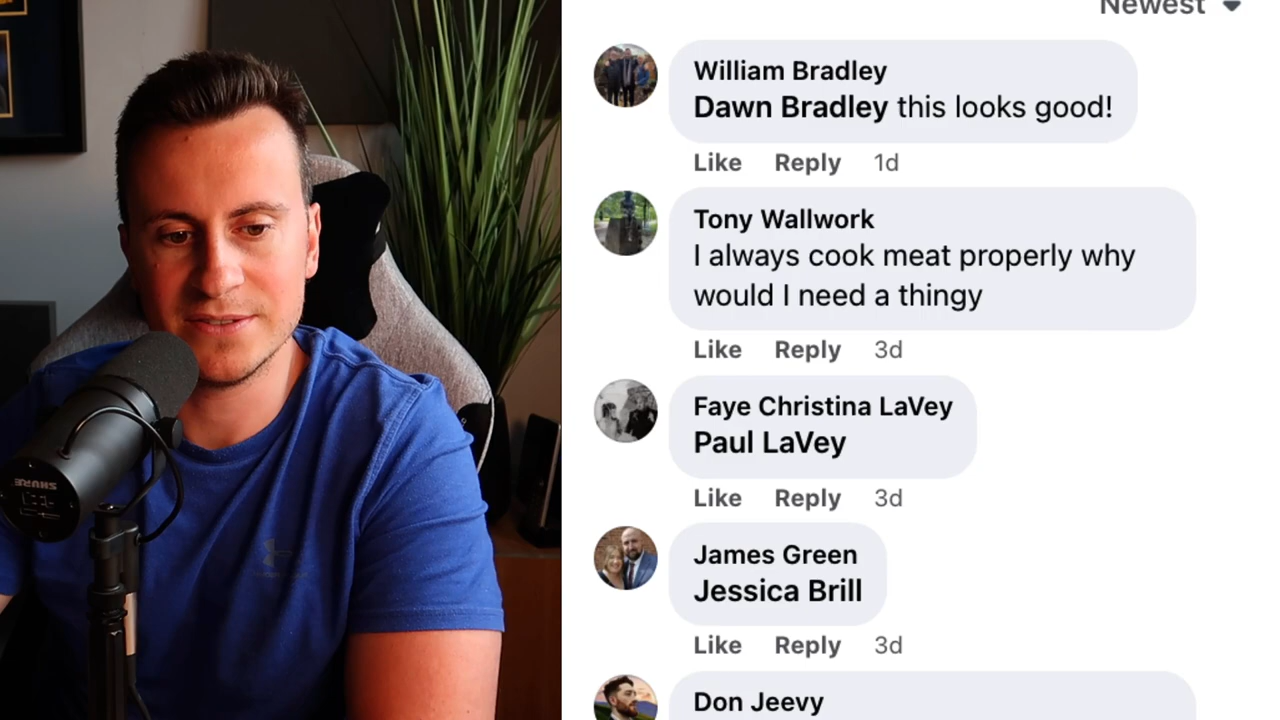 Newest
William Bradley
Dawn Bradley this looks good!
Like Reply 1d
Tony Wallwork
I always cook meat properly why
would I need a thingy
Like Reply 3d
Faye Christina LaVey
Paul LaVey
Like Reply 3d
James Green
Jessica Brill
Like Reply 3d
Don Jeevy
SHURE